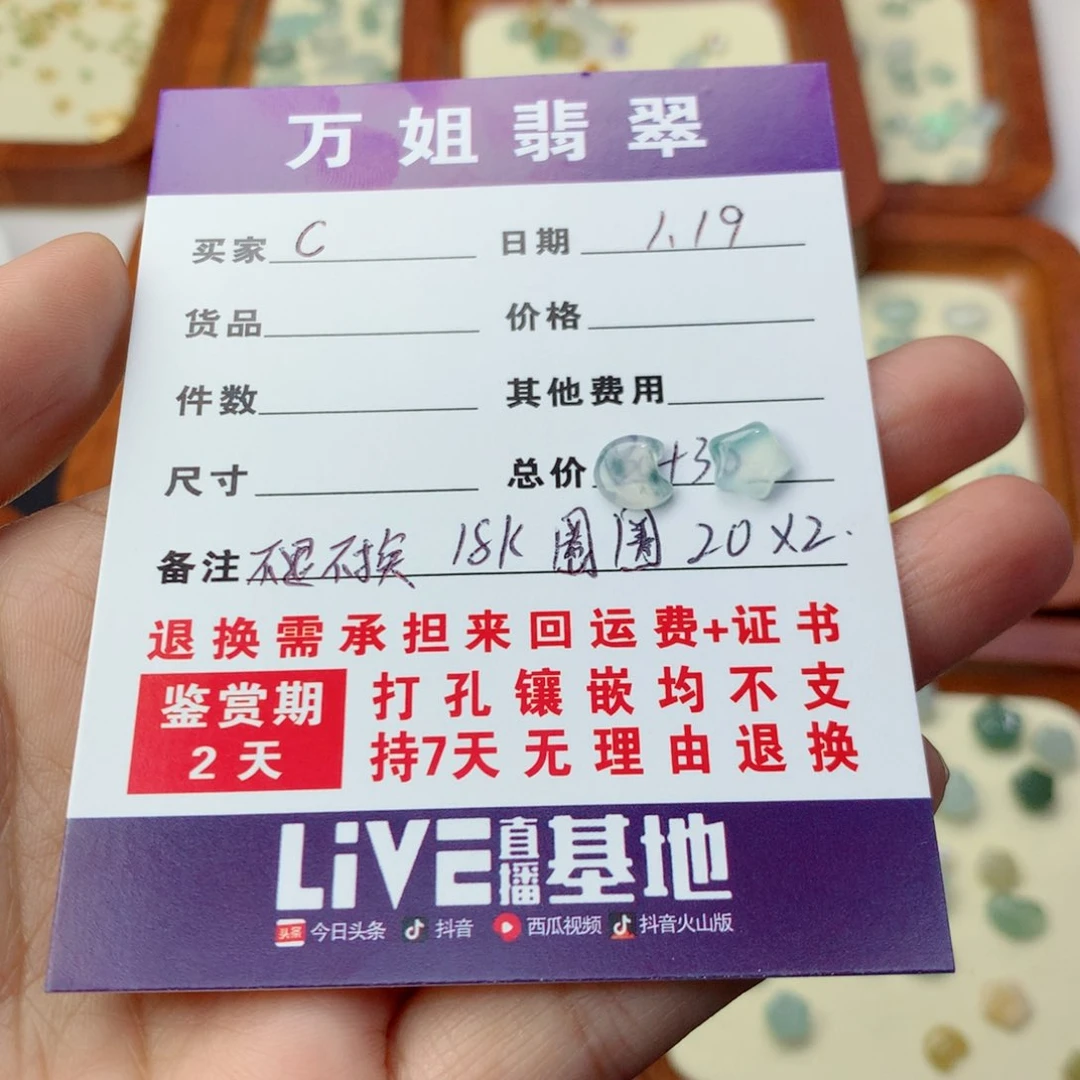 万姐翡翠
买家 C 日期 1.19
货品 价格
件数 其他费用
尺寸 总价 +3
备注 不退不换 18K 圈圈 20×2.
退换需承担来回运费+证书
鉴赏期 打孔镶嵌均不支
2天 持7天无理由退换
LiVE直播基地
头条 今日头条 抖音 西瓜视频 抖音火山版